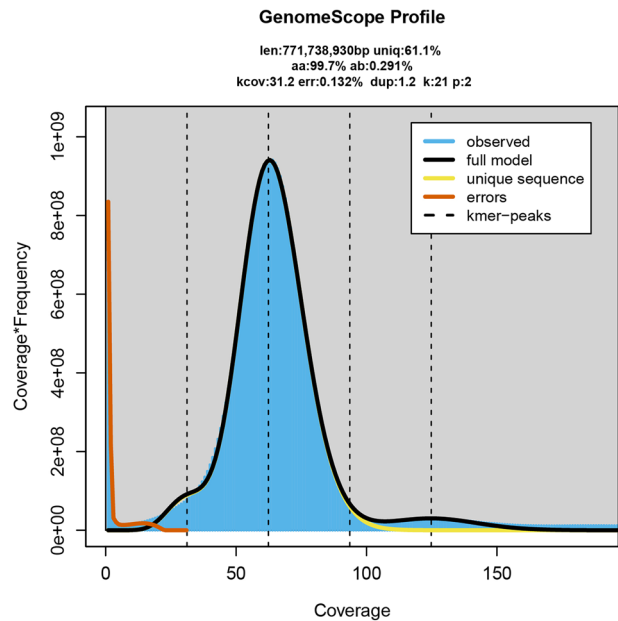 GenomeScope Profile
len:771,738,930bp uniq:61.1%
aa:99.7% ab:0.291%
kcov:31.2 err:0.132% dup:1.2 k:21 p:2
observed
full model
unique sequence
errors
kmer−peaks
Coverage*Frequency
1e+09
8e+08
6e+08
4e+08
2e+08
0e+00
0
50
100
150
Coverage